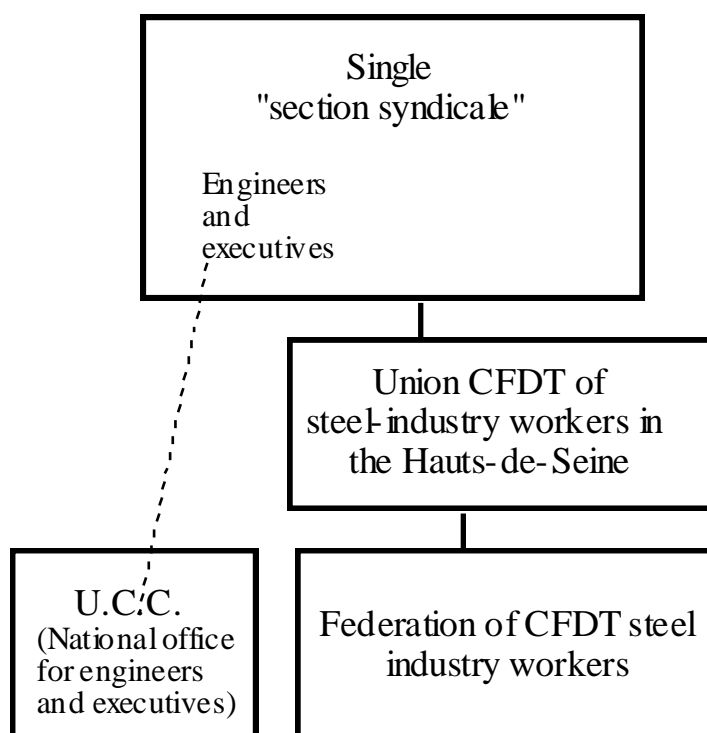 Single
"section syndicale"
Engineers
and
executives
Union CFDT of
steel-industry workers in
the Hauts-de-Seine
U.C.C.
(National office
for engineers
and executives)
Federation of CFDT steel
industry workers